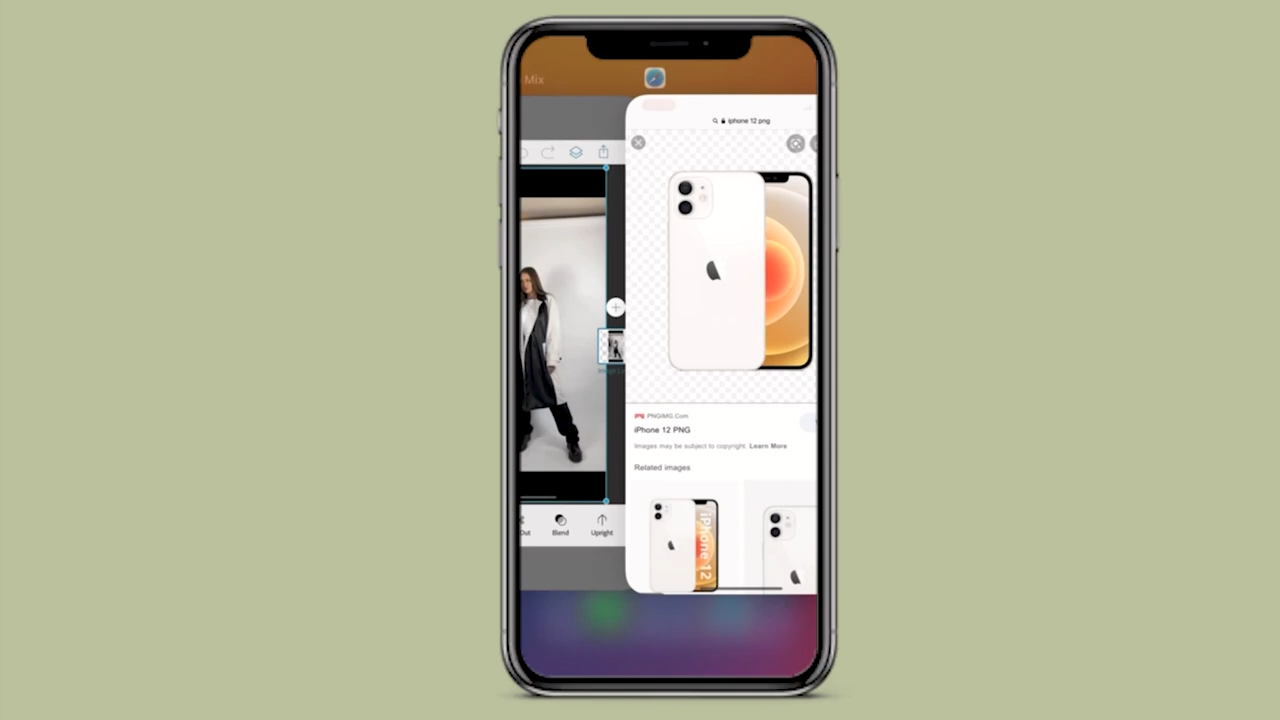 Mix
iphone 12 png
PNGIMG.Com
iPhone 12 PNG
Images may be subject to copyright. Learn More
Related images
Out
Blend
Upright
iPhone 12